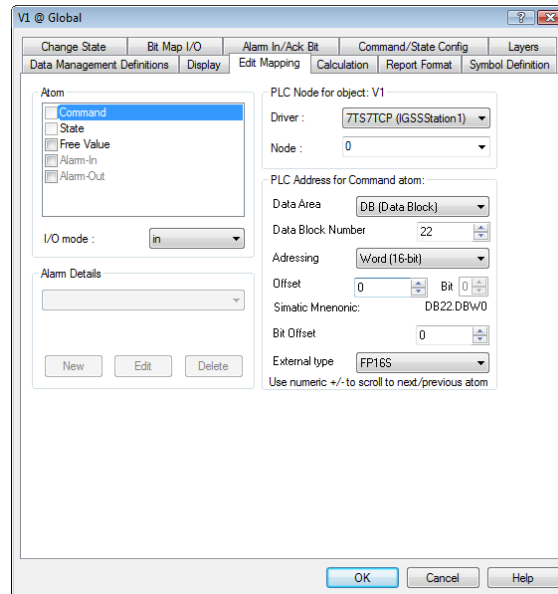 V1 @ Global
Change State Bit Map I/O Alarm In/Ack Bit Command/State Config Layers
Data Management Definitions Display Edit Mapping Calculation Report Format Symbol Definition
Atom
Command
State
Free Value
Alarm-In
Alarm-Out
I/O mode : in
Alarm Details
New Edit Delete
PLC Node for object: V1
Driver : 7TS7TCP (IGSSStation1)
Node : 0
PLC Address for Command atom:
Data Area DB (Data Block)
Data Block Number 22
Adressing Word (16-bit)
Offset 0 Bit 0
Simatic Mnenonic: DB22.DBW0
Bit Offset 0
External type FP16S
Use numeric +/- to scroll to next/previous atom
OK Cancel Help